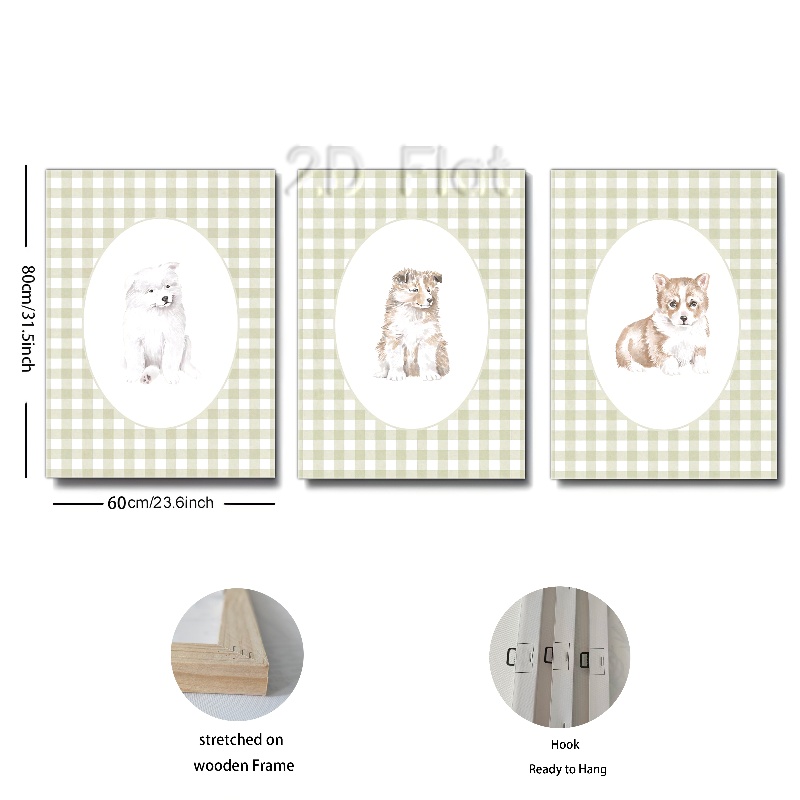 2D Flat
80cm/31.5inch
60cm/23.6inch
stretched on
wooden Frame
Hook
Ready to Hang